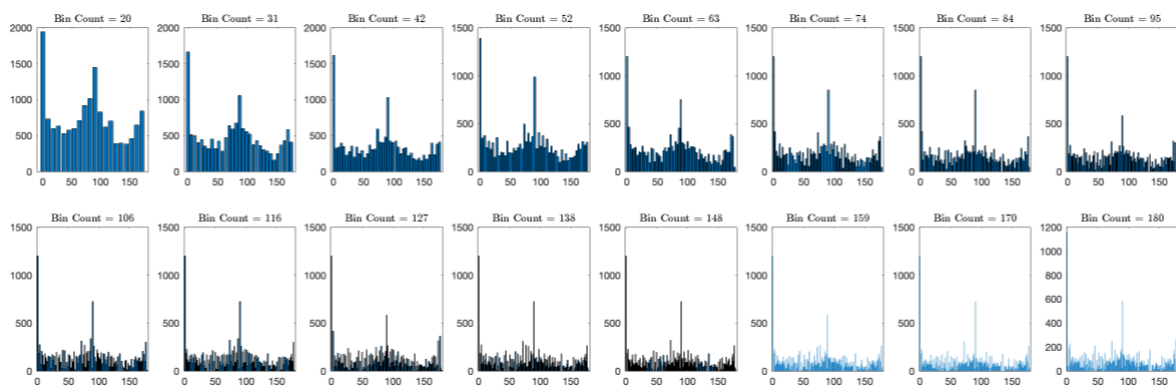 Bin Count = 20 Bin Count = 31 Bin Count = 42 Bin Count = 52 Bin Count = 63 Bin Count = 74 Bin Count = 84 Bin Count = 95
2000 2000 2000 1500 1500 1500 1500 1500
1500 1500 1500 1000 1000 1000 1000 1000
1000 1000 1000 500 500 500 500 500
500 500 500
0 0 0 0 0 0 0 0
0 50 100 150 0 50 100 150 0 50 100 150 0 50 100 150 0 50 100 150 0 50 100 150 0 50 100 150 0 50 100 150
Bin Count = 106 Bin Count = 116 Bin Count = 127 Bin Count = 138 Bin Count = 148 Bin Count = 159 Bin Count = 170 Bin Count = 180
1500 1500 1500 1500 1500 1500 1500 1200
1000
1000 1000 1000 1000 1000 1000 1000 800
600
500 500 500 500 500 500 500 400
200
0 0 0 0 0 0 0 0
0 50 100 150 0 50 100 150 0 50 100 150 0 50 100 150 0 50 100 150 0 50 100 150 0 50 100 150 0 50 100 150